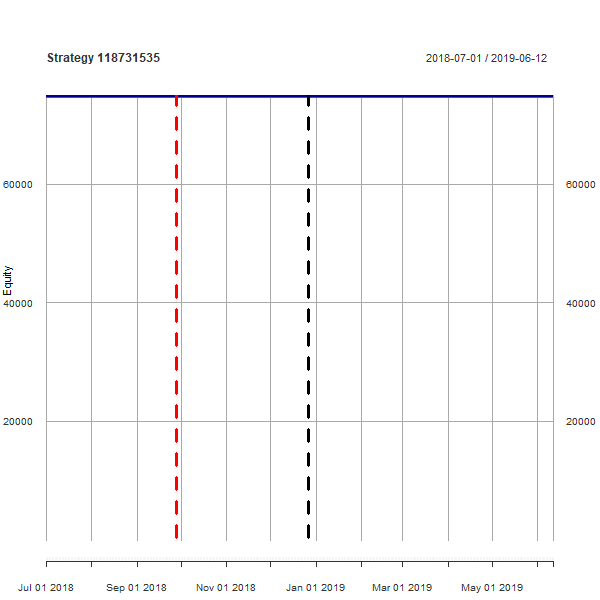 Strategy 118731535
2018-07-01 / 2019-06-12
60000
60000
Equity
40000
40000
20000
20000
Jul 01 2018
Sep 01 2018
Nov 01 2018
Jan 01 2019
Mar 01 2019
May 01 2019